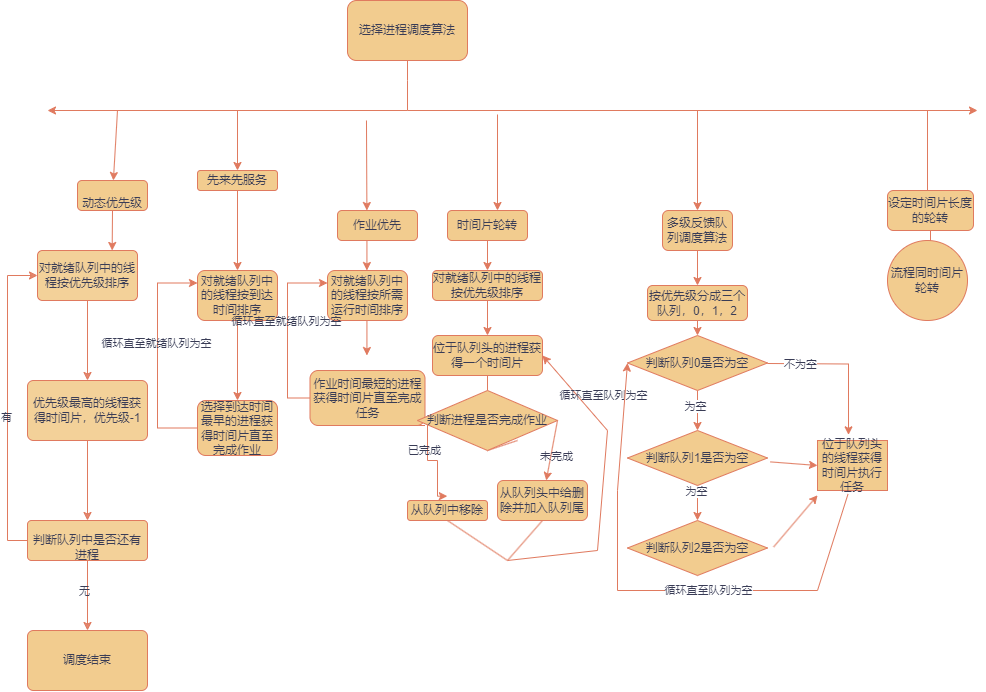 选择进程调度算法
动态优先级
对就绪队列中的线
程按优先级排序
优先级最高的线程获
得时间片，优先级-1
有
判断队列中是否还有
进程
无
调度结束
先来先服务
对就绪队列中
的线程按到达
时间排序
循环直至就绪队列为空
选择到达时间
最早的进程获
得时间片直至
完成作业
作业优先
对就绪队列中
的线程按所需
运行时间排序
循环直至就绪队列为空
作业时间最短的进程
获得时间片直至完成
任务
时间片轮转
对就绪队列中的线程
按优先级排序
位于队列头的进程获
得一个时间片
循环直至队列为空
判断进程是否完成作业
已完成
未完成
从队列中移除
从队列头中给删
除并加入队列尾
多级反馈队
列调度算法
按优先级分成三个
队列，0，1，2
判断队列0是否为空
不为空
为空
判断队列1是否为空
为空
判断队列2是否为空
位于队列头
的线程获得
时间片执行
任务
循环直至队列为空
设定时间片长度
的轮转
流程同时间片
轮转